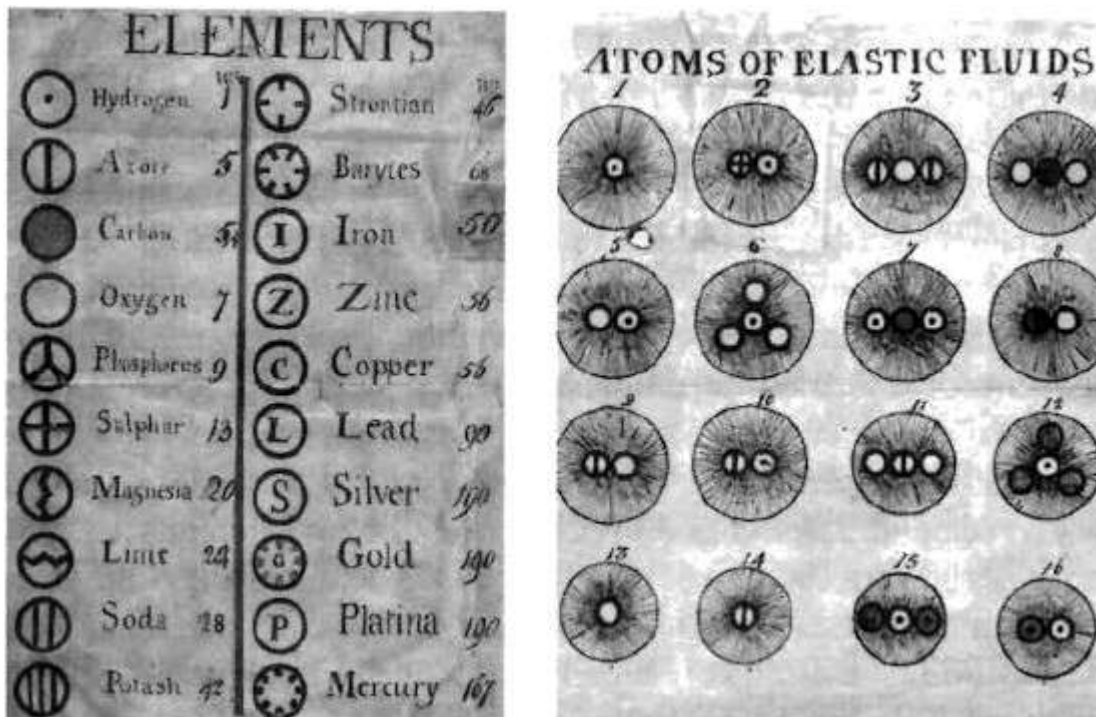 ELEMENTS
Hydrogen 1
Azote 5
Carbon 5
Oxygen 7
Phosphorus 9
Sulphur 13
Magnesia 20
Lime 24
Soda 28
Potash 42
Strontian 46
Barytes 68
I Iron 50
Z Zinc 56
C Copper 56
L Lead 90
S Silver 190
G Gold 190
P Platina 190
Mercury 167
ATOMS OF ELASTIC FLUIDS
1 2 3 4
5 6 7 8
9 10 11 12
13 14 15 16